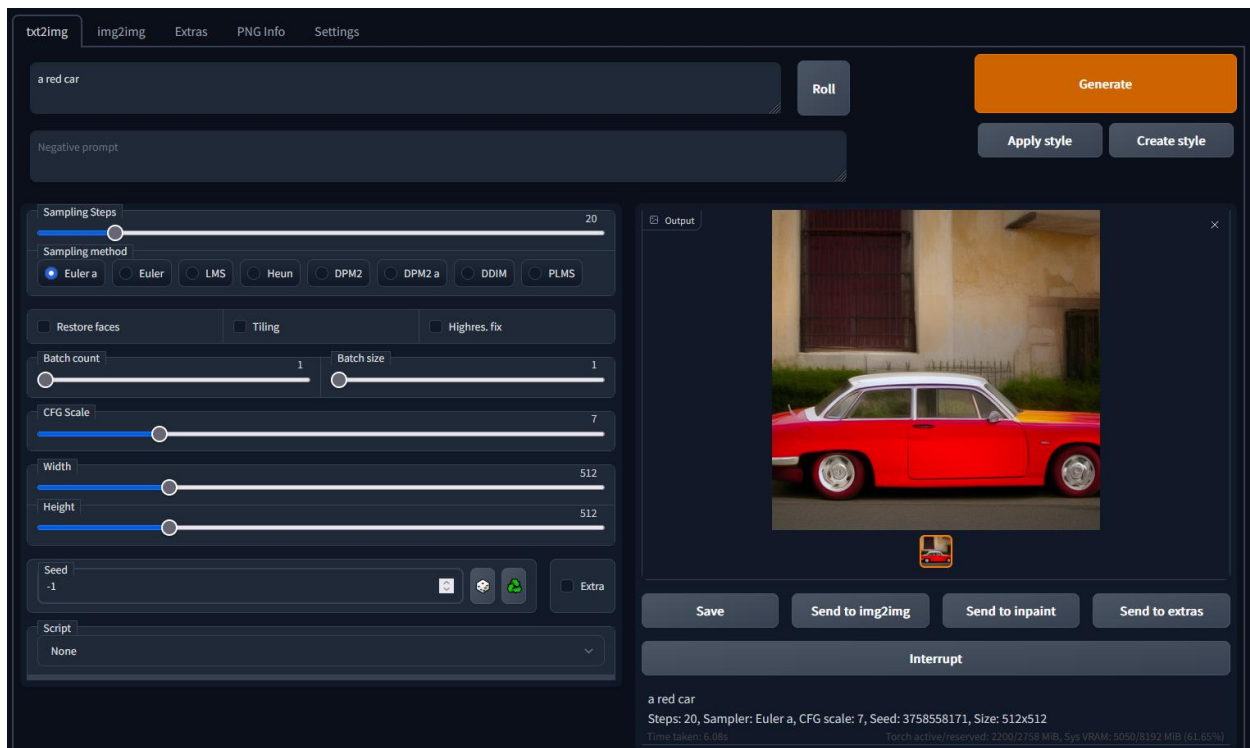 txt2img img2img Extras PNG Info Settings
a red car
Roll
Generate
Negative prompt
Apply style Create style
Sampling Steps 20
Sampling method
Euler a Euler LMS Heun DPM2 DPM2 a DDIM PLMS
Restore faces Tiling Highres. fix
Batch count 1 Batch size 1
CFG Scale 7
Width 512
Height 512
Seed
-1
Extra
Script
None
Output
Save Send to img2img Send to inpaint Send to extras
Interrupt
a red car
Steps: 20, Sampler: Euler a, CFG scale: 7, Seed: 3758558171, Size: 512x512
Time taken: 6.08s Torch active/reserved: 2200/2758 MiB, Sys VRAM: 5050/8192 MiB (61.65%)